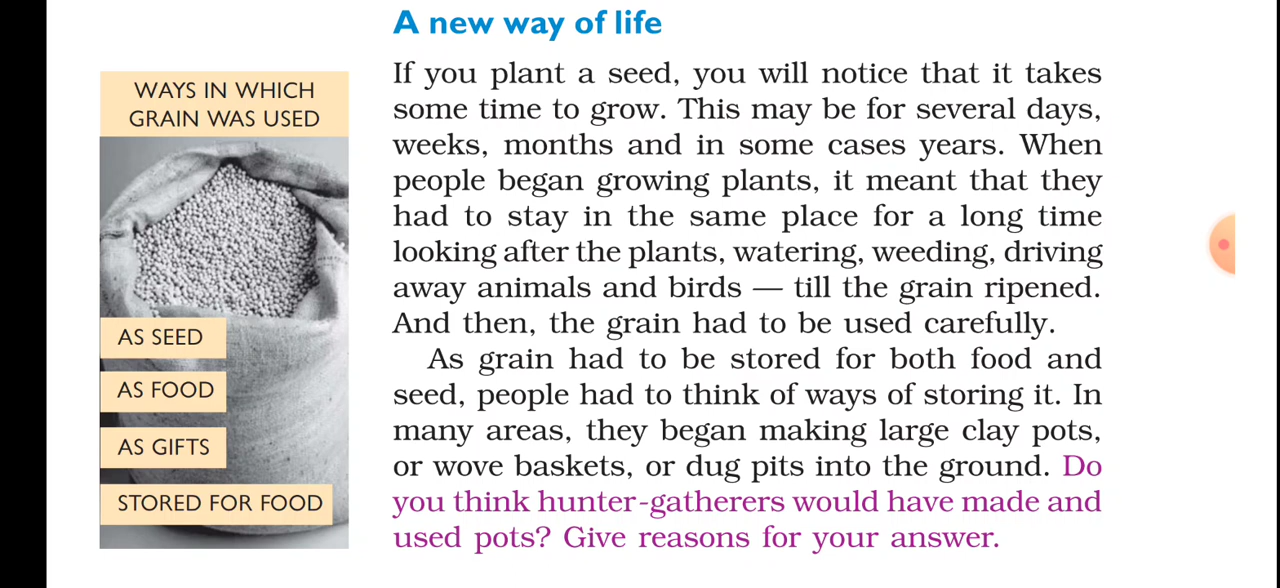 A new way of life
If you plant a seed, you will notice that it takes
some time to grow. This may be for several days,
weeks, months and in some cases years. When
people began growing plants, it meant that they
had to stay in the same place for a long time
looking after the plants, watering, weeding, driving
away animals and birds — till the grain ripened.
And then, the grain had to be used carefully.
As grain had to be stored for both food and
seed, people had to think of ways of storing it. In
many areas, they began making large clay pots,
or wove baskets, or dug pits into the ground. Do
you think hunter-gatherers would have made and
used pots? Give reasons for your answer.
WAYS IN WHICH
GRAIN WAS USED
AS SEED
AS FOOD
AS GIFTS
STORED FOR FOOD